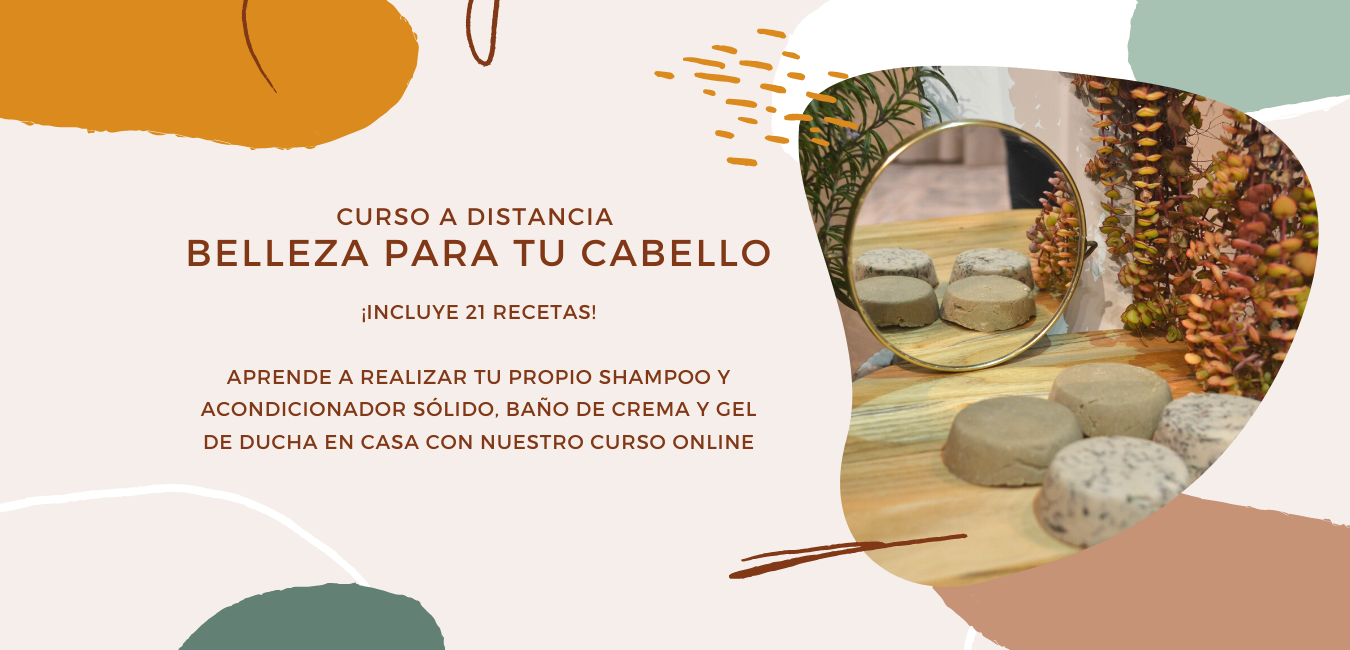 CURSO A DISTANCIA
BELLEZA PARA TU CABELLO
¡INCLUYE 21 RECETAS!
APRENDE A REALIZAR TU PROPIO SHAMPOO Y
ACONDICIONADOR SÓLIDO, BAÑO DE CREMA Y GEL
DE DUCHA EN CASA CON NUESTRO CURSO ONLINE